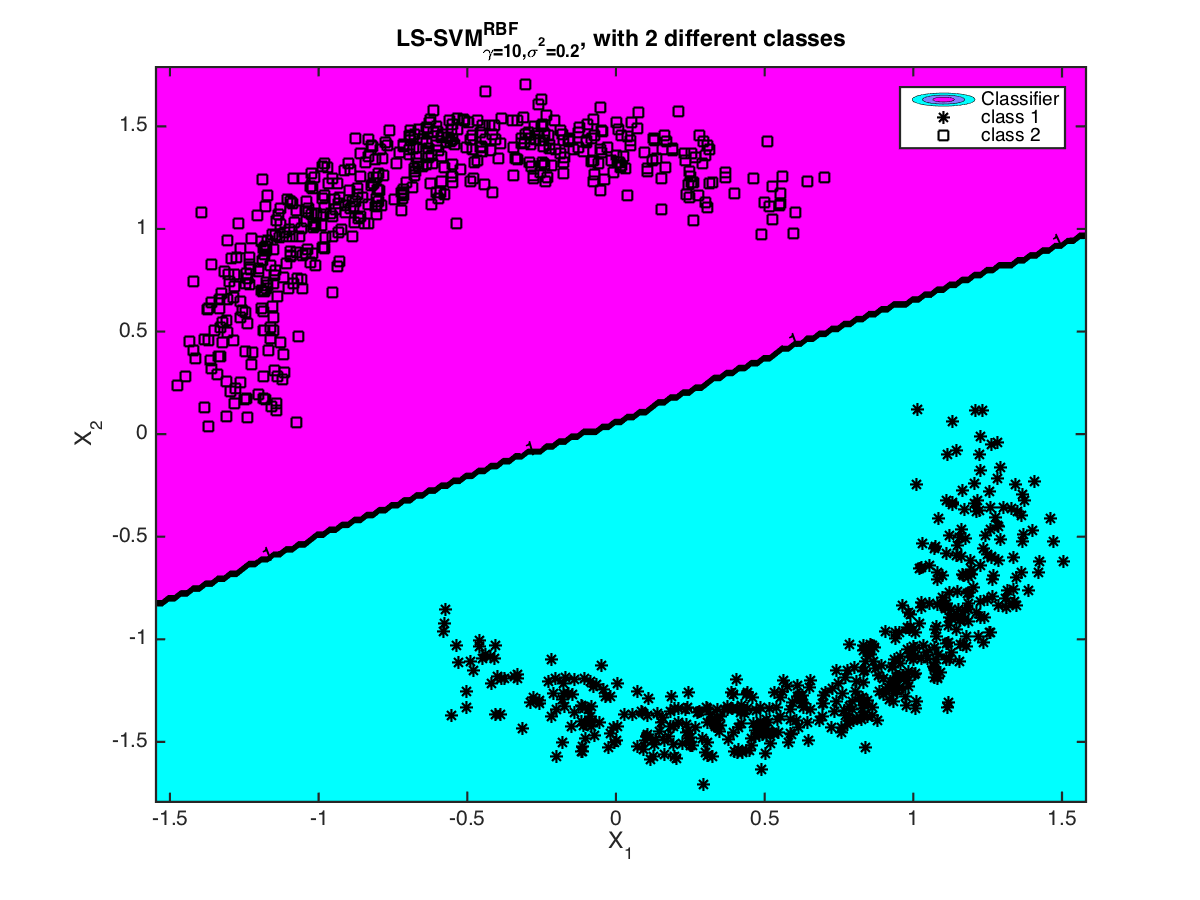 LS-SVM^RBF_γ=10,σ²=0.2, with 2 different classes
Classifier
class 1
class 2
1.5
1
0.5
0
-0.5
-1
-1.5
X_2
-1.5 -1 -0.5 0 0.5 1 1.5
X_1